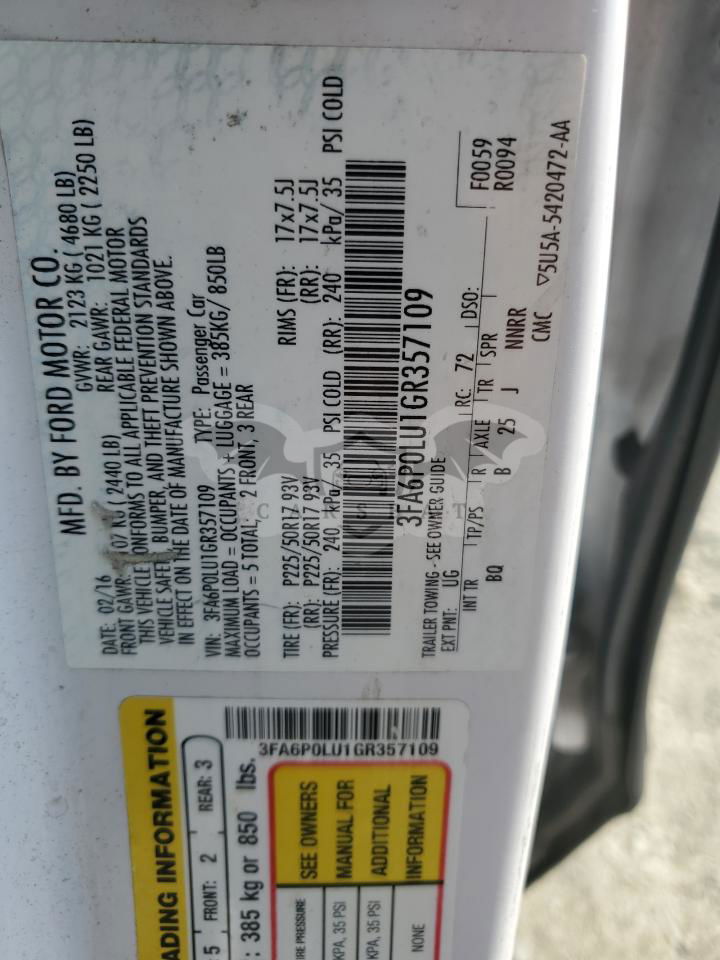 MFD. BY FORD MOTOR CO.
DATE: 02/16 GVWR: 2123 KG ( 4680 LB)
FRONT GAWR: 07 KG ( 2440 LB) REAR GAWR: 1021 KG ( 2250 LB)
THIS VEHICLE CONFORMS TO ALL APPLICABLE FEDERAL MOTOR
VEHICLE SAFETY, BUMPER, AND THEFT PREVENTION STANDARDS
IN EFFECT ON THE DATE OF MANUFACTURE SHOWN ABOVE.
VIN: 3FA6P0LU1GR357109 TYPE: Passenger Car
MAXIMUM LOAD = OCCUPANTS + LUGGAGE = 385KG/ 850LB
OCCUPANTS = 5 TOTAL, 2 FRONT, 3 REAR
TIRE (FR): P225/50R17 93V RIMS (FR): 17x7.5J
(RR): P225/50R17 93V (RR): 17x7.5J
PRESSURE (FR): 240 kPa/ 35 PSI COLD (RR): 240 kPa/ 35 PSI COLD
3FA6P0LU1GR357109
F0059
R0094
TRAILER TOWING - SEE OWNER GUIDE
EXT PNT: UG RC: 72 DSO:
INT TR TP/PS R AXLE TR SPR
BQ B 25 J NNRR
CMC
▽5U5A-5420472-AA
CARSTAT
3FA6P0LU1GR357109
ADING INFORMATION
5 FRONT: 2 REAR: 3
: 385 kg or 850 lbs.
IRE PRESSURE SEE OWNERS
KPA, 35 PSI MANUAL FOR
KPA, 35 PSI ADDITIONAL
NONE INFORMATION